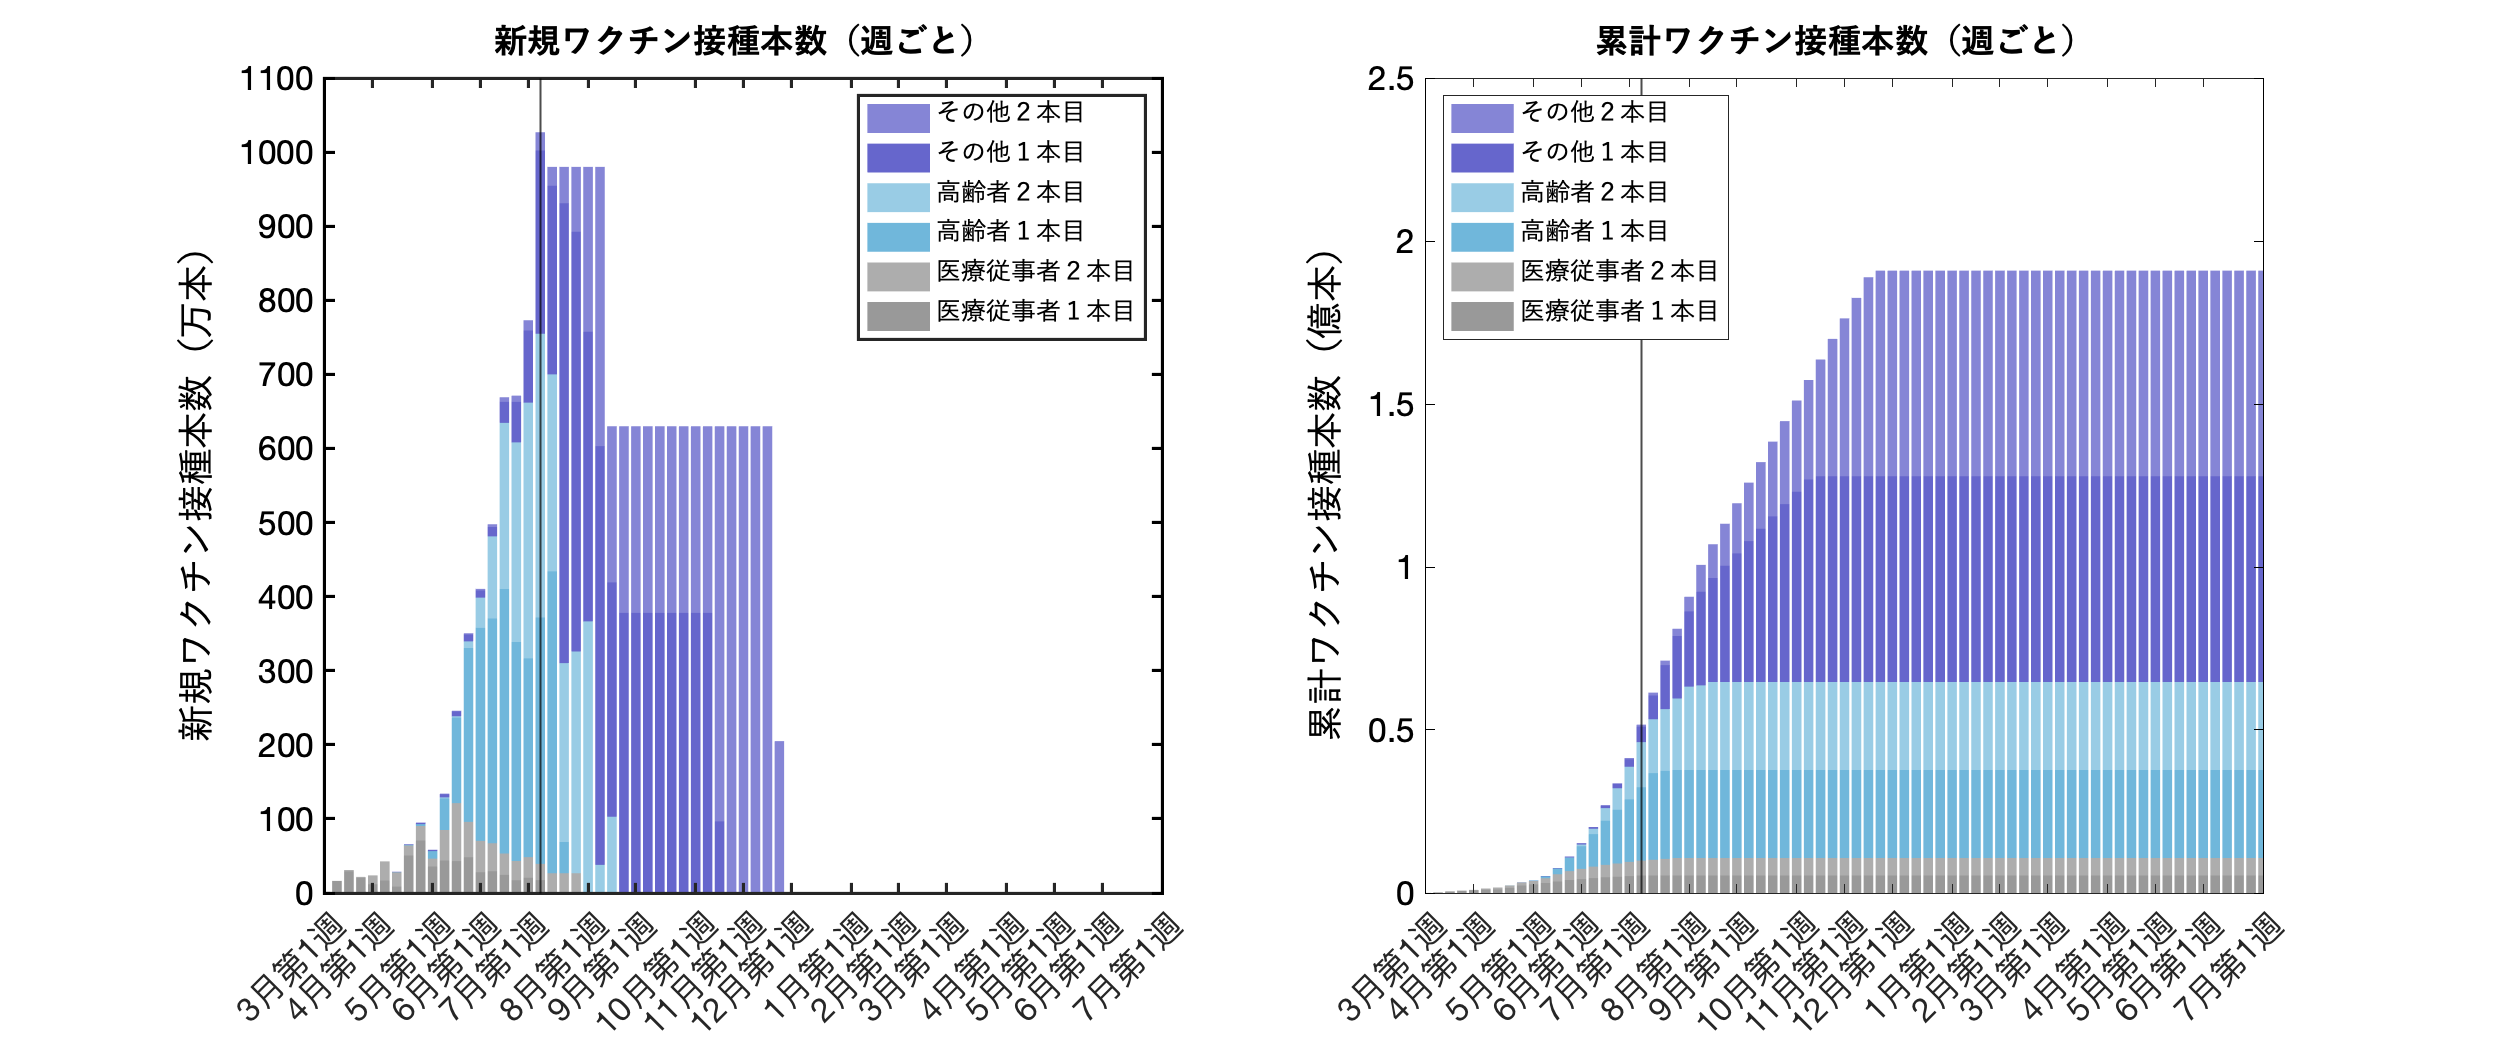 新規ワクチン接種本数（週ごと）
新規ワクチン接種本数（万本）
1100
1000
900
800
700
600
500
400
300
200
100
0
その他２本目
その他１本目
高齢者２本目
高齢者１本目
医療従事者２本目
医療従事者１本目
3月第1週
4月第1週
5月第1週
6月第1週
7月第1週
8月第1週
9月第1週
10月第1週
11月第1週
12月第1週
1月第1週
2月第1週
3月第1週
4月第1週
5月第1週
6月第1週
7月第1週
累計ワクチン接種本数（週ごと）
累計ワクチン接種本数（億本）
2.5
2
1.5
1
0.5
0
その他２本目
その他１本目
高齢者２本目
高齢者１本目
医療従事者２本目
医療従事者１本目
3月第1週
4月第1週
5月第1週
6月第1週
7月第1週
8月第1週
9月第1週
10月第1週
11月第1週
12月第1週
1月第1週
2月第1週
3月第1週
4月第1週
5月第1週
6月第1週
7月第1週